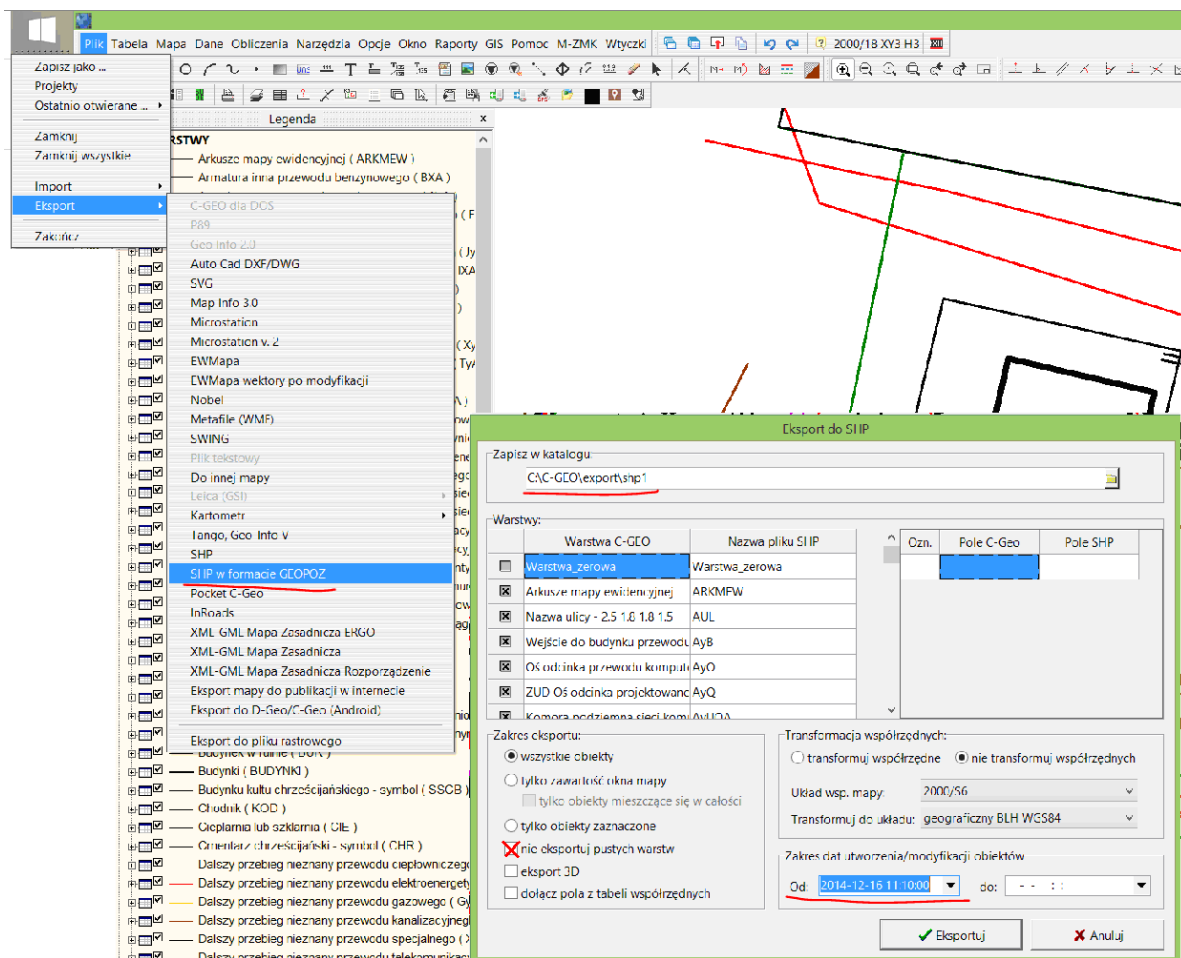 Plik Tabela Mapa Dane Obliczenia Narzędzia Opcje Okno Raporty GIS Pomoc M-ZMK Wtyczki 2000/18 XY3 H3
Zapisz jako ...
Projekty
Ostatnio otwierane ...
Zamknij
Zamknij wszystkie
Import
Eksport
Zakończ
Legenda x
RSTWY
Arkusze mapy ewidencyjnej ( ARKMEW )
Armatura inna przewodu benzynowego ( BXA )
C-GEO dla DOS
P89
Geo Info 2.0
Auto Cad DXF/DWG
SVG
Map Info 3.0
Microstation
Microstation v. 2
EWMapa
EWMapa wektory po modyfikacji
Nobel
Metafile (WMF)
SWING
Plik tekstowy
Do innej mapy
Leica (GSI)
Kartometr
Tango, Geo-Info V
SHP
SHP w formacie GEOPOZ
Pocket C-Geo
InRoads
XML-GML Mapa Zasadnicza ERGO
XML-GML Mapa Zasadnicza
XML-GML Mapa Zasadnicza Rozporządzenie
Eksport mapy do publikacji w internecie
Eksport do D-Geo/C-Geo (Android)
Eksport do pliku rastrowego
Budynek w ruinie ( BUR )
Budynki ( BUDYNKI )
Budynku kultu chrześcijańskiego - symbol ( SSCB )
Chodnik ( KOD )
Cieplarnia lub szklarnia ( CIE )
Cmentarz chrześcijański - symbol ( CHR )
Dalszy przebieg nieznany przewodu ciepłowniczego
Dalszy przebieg nieznany przewodu elektroenergety
Dalszy przebieg nieznany przewodu gazowego ( Gy
Dalszy przebieg nieznany przewodu kanalizacyjneg
Dalszy przebieg nieznany przewodu specjalnego (
Dalszy przebieg nieznany przewodu telekomunikac
Eksport do SHP
Zapisz w katalogu:
C:\C-GEO\export\shp1
Warstwy:
Warstwa C-GEO Nazwa pliku SHP
Warstwa_zerowa Warstwa_zerowa
Arkusze mapy ewidencyjnej ARKMEW
Nazwa ulicy - 2.5 1.8 1.8 1.5 AUL
Wejście do budynku przewodu AyB
Oś odcinka przewodu komput AyO
ZUD Oś odcinka projektowanc AyQ
Komora podziemna sieci kom AyUOA
Ozn. Pole C-Geo Pole SHP
Zakres eksportu:
wszystkie obiekty
tylko zawartość okna mapy
tylko obiekty mieszczące się w całości
tylko obiekty zaznaczone
nie eksportuj pustych warstw
eksport 3D
dołącz pola z tabeli współrzędnych
Transformacja współrzędnych:
transformuj współrzędne nie transformuj współrzędnych
Układ wsp. mapy: 2000/S6
Transformuj do układu: geograficzny BLH WGS84
Zakres dat utworzenia/modyfikacji obiektów
Od: 2014-12-16 11:10:00 do: - - : :
Eksportuj Anuluj